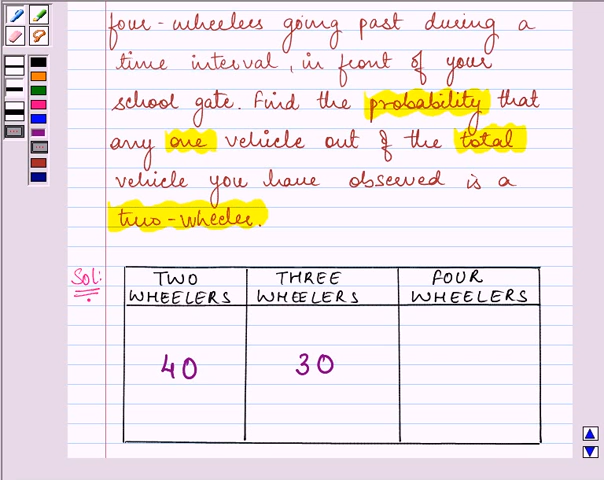 four-wheelers going past during a
time interval, in front of your
school gate. Find the probability that
any one vehicle out of the total
vehicle you have observed is a
two-wheeler.
Sol:
TWO WHEELERS THREE WHEELERS FOUR WHEELERS
40 30